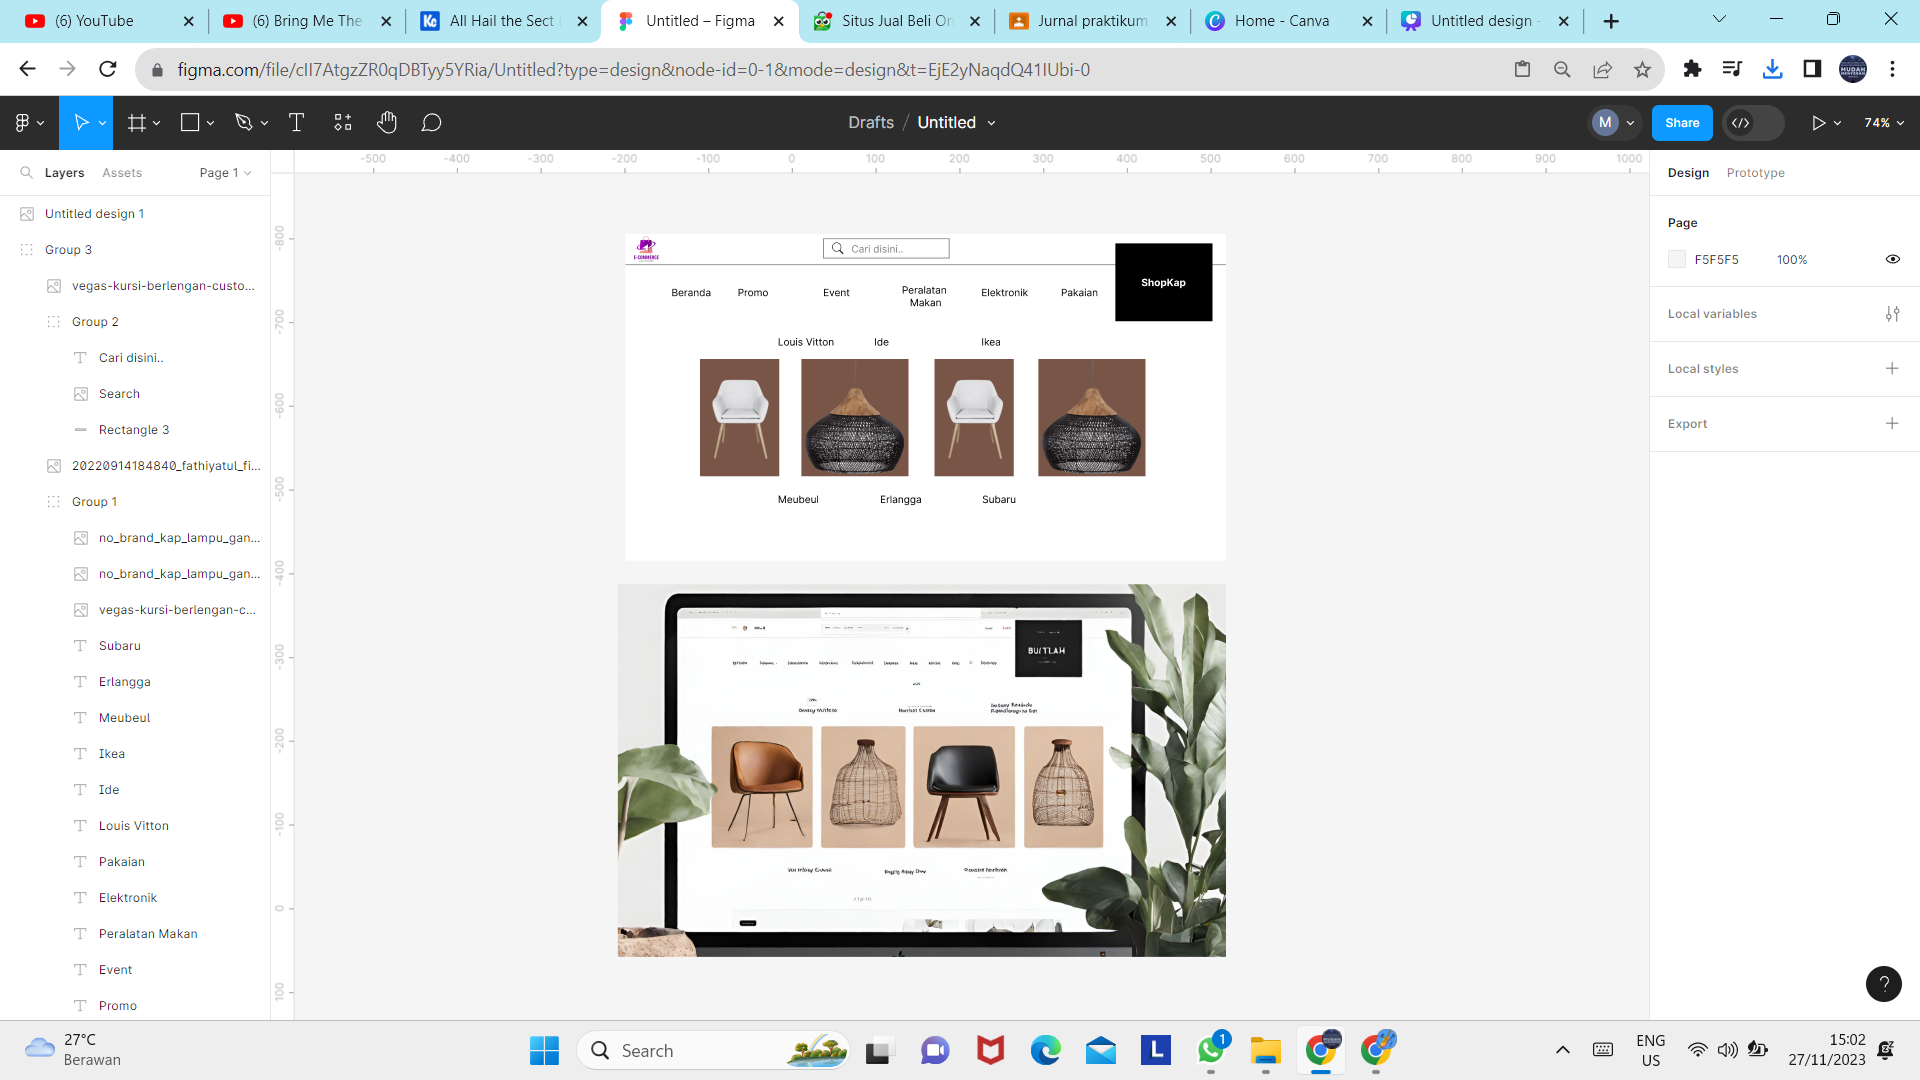 (6) YouTube
(6) Bring Me The
All Hail the Sect
Untitled – Figma
Situs Jual Beli On
Jurnal praktikum
Home - Canva
Untitled design -
figma.com/file/cII7AtgzZR0qDBTyy5YRia/Untitled?type=design&node-id=0-1&mode=design&t=EjE2yNaqdQ41IUbi-0
Drafts / Untitled
M
Share
74%
Layers
Assets
Page 1
-500 -400 -300 -200 -100 0 100 200 300 400 500 600 700 800 900 1000
Design
Prototype
Untitled design 1
Group 3
vegas-kursi-berlengan-custo...
Group 2
Cari disini..
Search
Rectangle 3
20220914184840_fathiyatul_fi...
Group 1
no_brand_kap_lampu_gan...
no_brand_kap_lampu_gan...
vegas-kursi-berlengan-c...
Subaru
Erlangga
Meubeul
Ikea
Ide
Louis Vitton
Pakaian
Elektronik
Peralatan Makan
Event
Promo
-800
-700
-600
-500
-400
-300
-200
-100
0
100
E-COMMERCE
Cari disini..
ShopKap
Beranda
Promo
Event
Peralatan
Makan
Elektronik
Pakaian
Louis Vitton
Ide
Ikea
Meubeul
Erlangga
Subaru
BUITLAH
Page
F5F5F5
100%
Local variables
Local styles
Export
?
27°C
Berawan
Search
L
1
ENG
US
15:02
27/11/2023